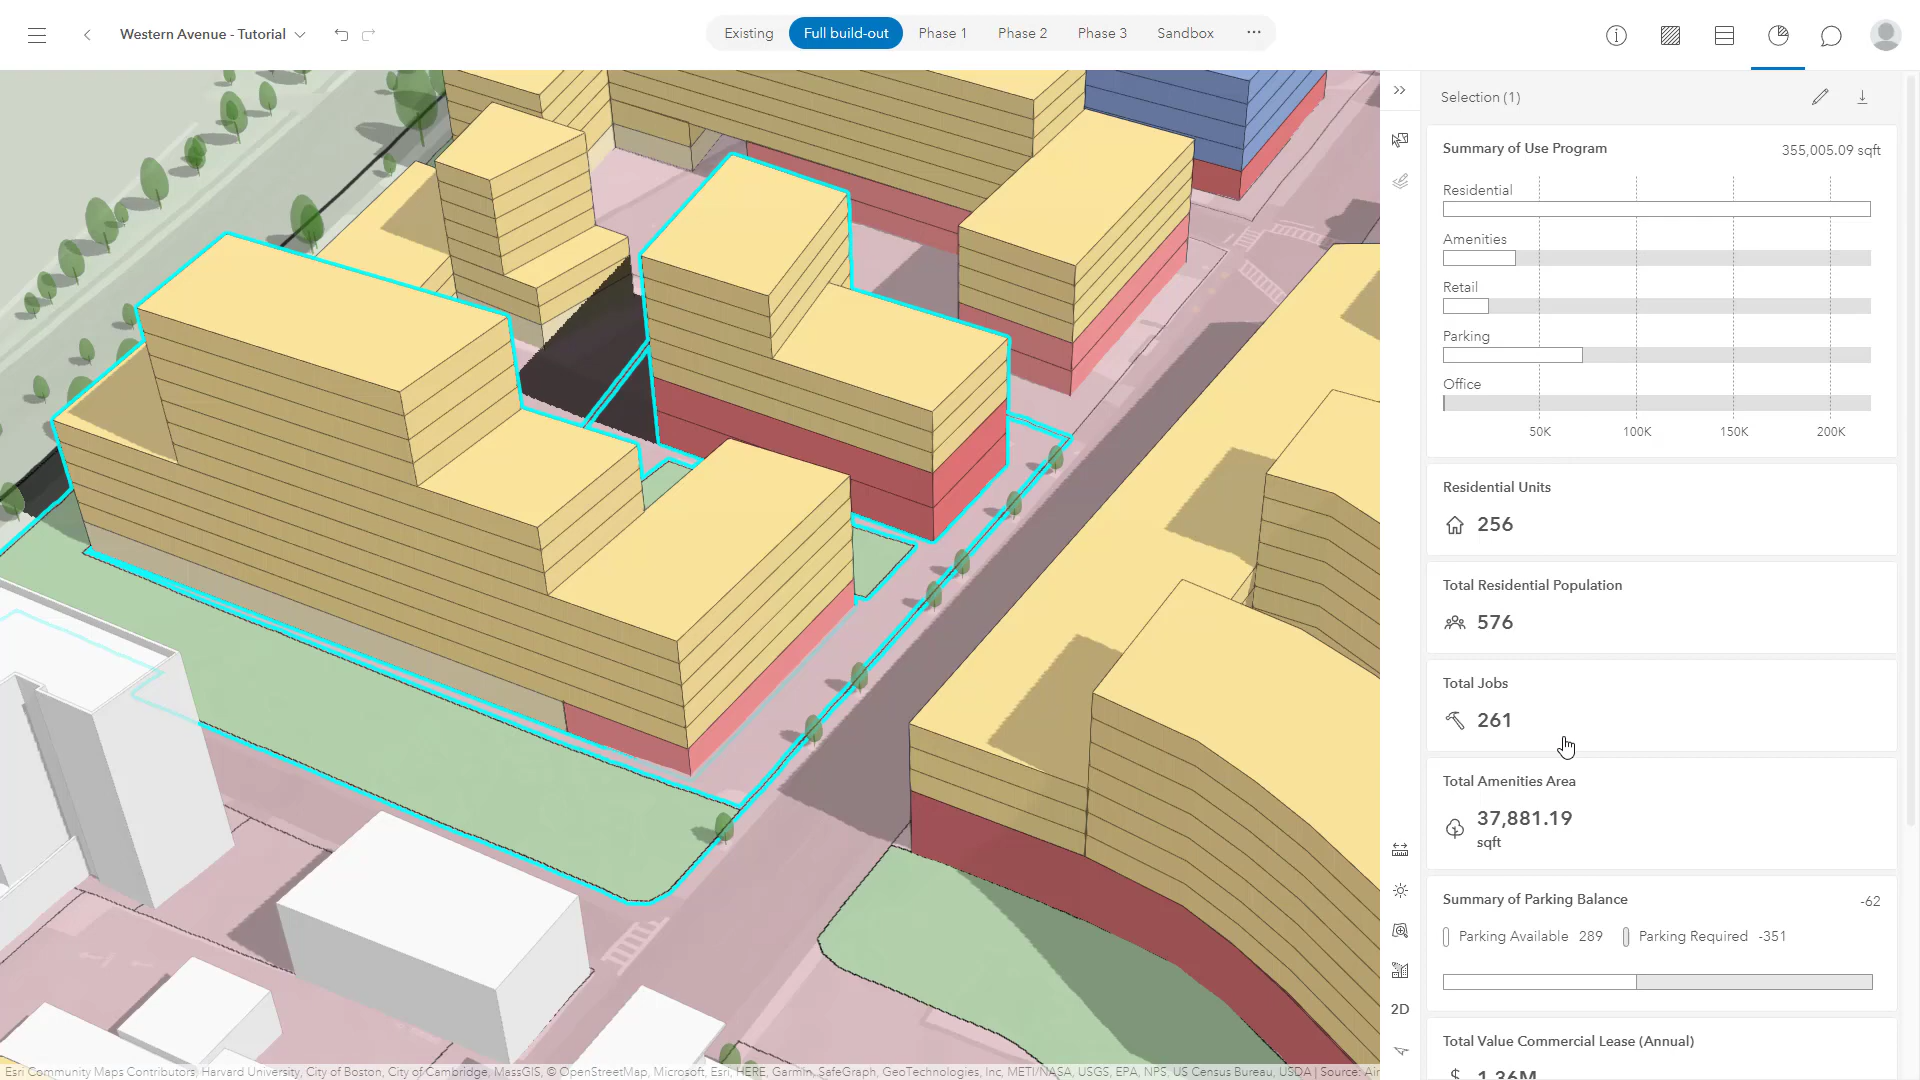 Western Avenue - Tutorial
Existing
Full build-out
Phase 1
Phase 2
Phase 3
Sandbox
Selection (1)
Summary of Use Program
355,005.09 sqft
Residential
Amenities
Retail
Parking
Office
50K
100K
150K
200K
Residential Units
256
Total Residential Population
576
Total Jobs
261
Total Amenities Area
37,881.19
sqft
Summary of Parking Balance
-62
Parking Available 289
Parking Required -351
2D
Total Value Commercial Lease (Annual)
$ 1.36M
Esri Community Maps Contributors, Harvard University, City of Boston, City of Cambridge, MassGIS, © OpenStreetMap, Microsoft, Esri, HERE, Garmin, SafeGraph, GeoTechnologies, Inc, METI/NASA, USGS, EPA, NPS, US Census Bureau, USDA | Source: Air